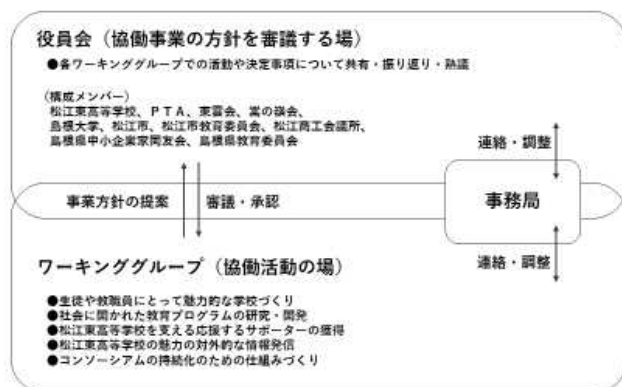 役員会（協働事業の方針を審議する場）
●各ワーキンググループでの活動や決定事項について共有・振り返り・熟議
（構成メンバー）
松江東高等学校、ＰＴＡ、東雲会、嵩の嶺会、
島根大学、松江市、松江市教育委員会、松江商工会議所、
島根県中小企業家同友会、島根県教育委員会
連絡・調整
事業方針の提案
審議・承認
事務局
連絡・調整
ワーキンググループ（協働活動の場）
●生徒や教職員にとって魅力的な学校づくり
●社会に開かれた教育プログラムの研究・開発
●松江東高等学校を支える応援するサポーターの獲得
●松江東高等学校の魅力の対外的な情報発信
●コンソーシアムの持続化のための仕組みづくり